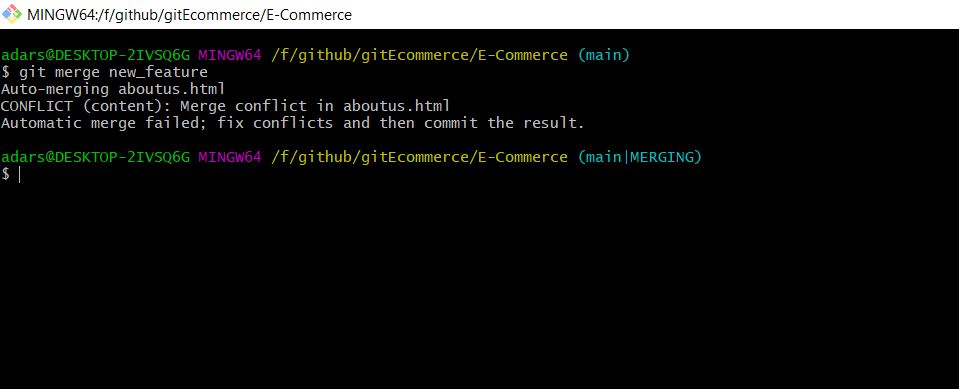 MINGW64:/f/github/gitEcommerce/E-Commerce
adars@DESKTOP-2IVSQ6G MINGW64 /f/github/gitEcommerce/E-Commerce (main)
$ git merge new_feature
Auto-merging aboutus.html
CONFLICT (content): Merge conflict in aboutus.html
Automatic merge failed; fix conflicts and then commit the result.
adars@DESKTOP-2IVSQ6G MINGW64 /f/github/gitEcommerce/E-Commerce (main|MERGING)
$